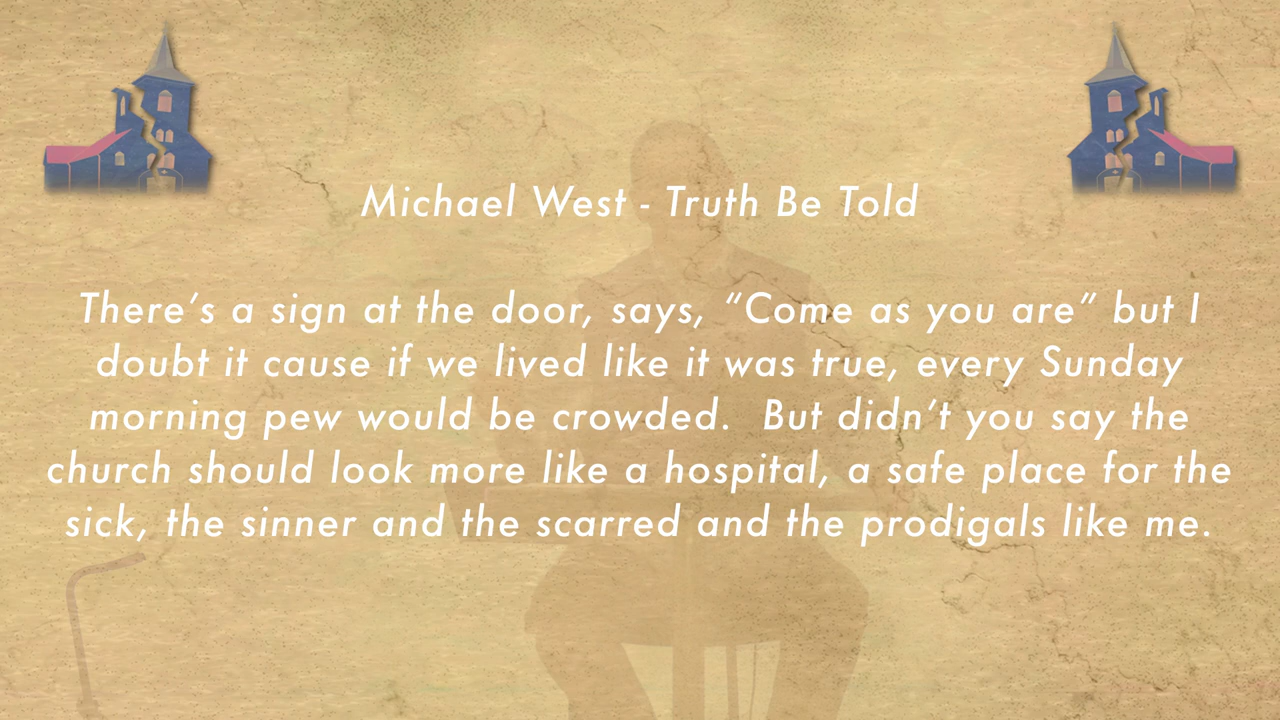 Michael West - Truth Be Told
There’s a sign at the door, says, “Come as you are” but I
doubt it cause if we lived like it was true, every Sunday
morning pew would be crowded.  But didn’t you say the
church should look more like a hospital, a safe place for the
sick, the sinner and the scarred and the prodigals like me.